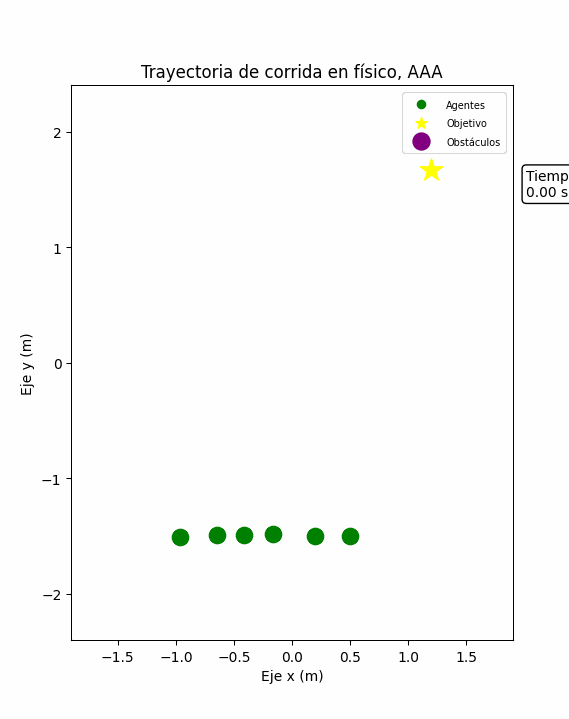 Trayectoria de corrida en físico, AAA
Agentes
Objetivo
Obstáculos
Tiemp
0.00 s
Eje y (m)
2
1
0
−1
−2
−1.5
−1.0
−0.5
0.0
0.5
1.0
1.5
Eje x (m)